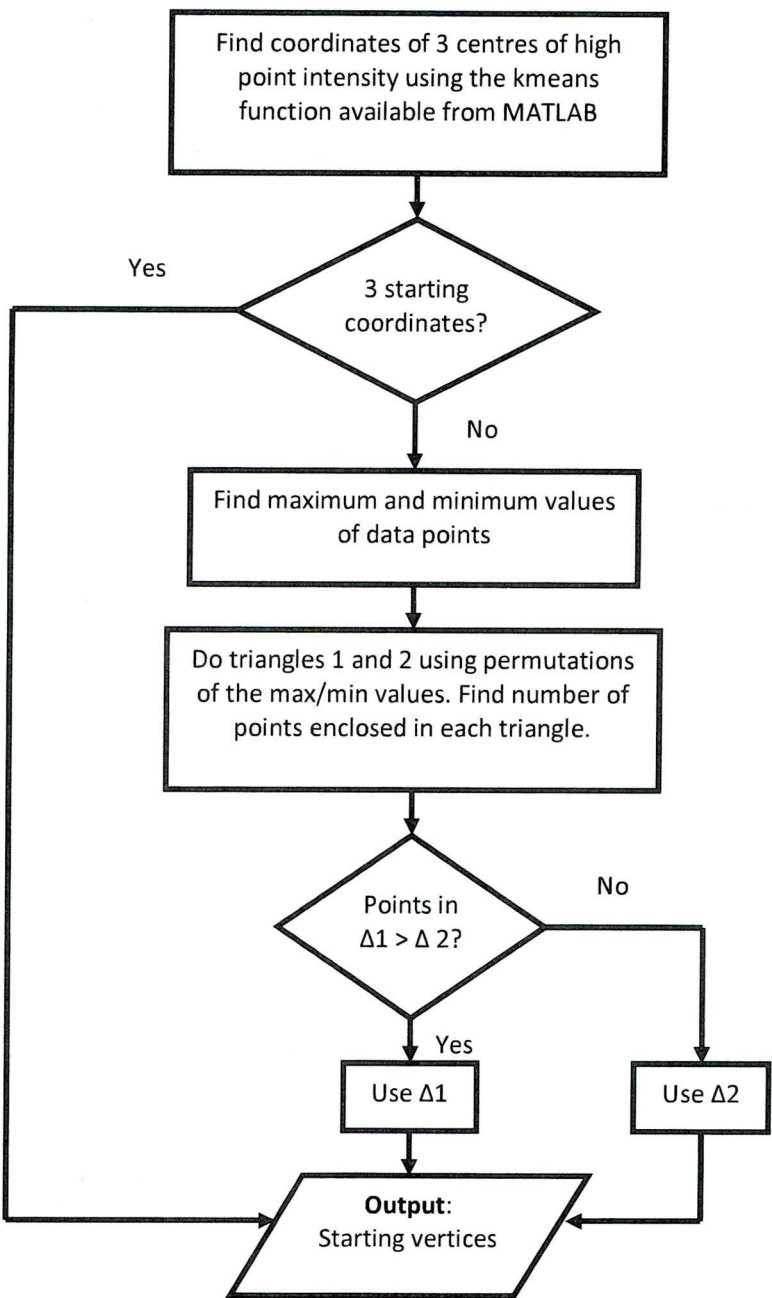 Find coordinates of 3 centres of high
point intensity using the kmeans
function available from MATLAB
Yes
3 starting
coordinates?
No
Find maximum and minimum values
of data points
Do triangles 1 and 2 using permutations
of the max/min values. Find number of
points enclosed in each triangle.
No
Points in
Δ1 > Δ 2?
Yes
Use Δ1
Use Δ2
Output:
Starting vertices